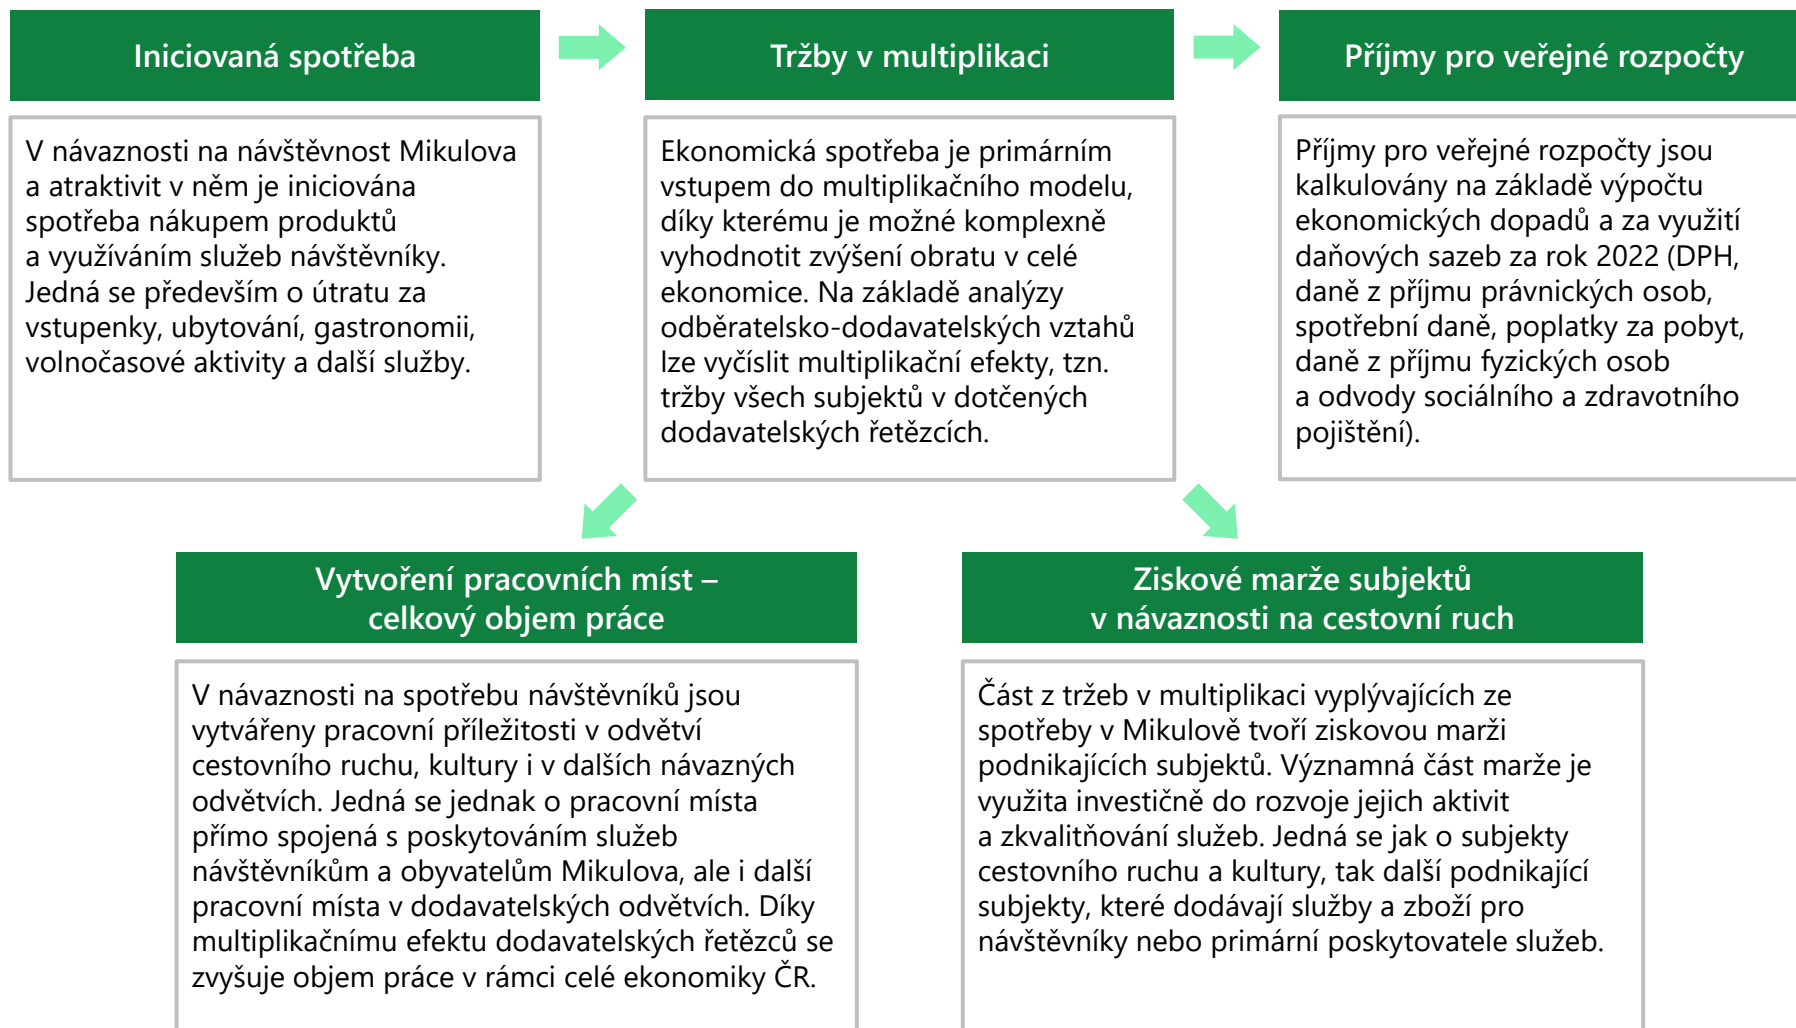 Iniciovaná spotřeba
V návaznosti na návštěvnost Mikulova
a atraktivit v něm je iniciována
spotřeba nákupem produktů
a využíváním služeb návštěvníky.
Jedná se především o útratu za
vstupenky, ubytování, gastronomii,
volnočasové aktivity a další služby.
Tržby v multiplikaci
Ekonomická spotřeba je primárním
vstupem do multiplikačního modelu,
díky kterému je možné komplexně
vyhodnotit zvýšení obratu v celé
ekonomice. Na základě analýzy
odběratelsko-dodavatelských vztahů
lze vyčíslit multiplikační efekty, tzn.
tržby všech subjektů v dotčených
dodavatelských řetězcích.
Příjmy pro veřejné rozpočty
Příjmy pro veřejné rozpočty jsou
kalkulovány na základě výpočtu
ekonomických dopadů a za využití
daňových sazeb za rok 2022 (DPH,
daně z příjmu právnických osob,
spotřební daně, poplatky za pobyt,
daně z příjmu fyzických osob
a odvody sociálního a zdravotního
pojištění).
Vytvoření pracovních míst –
celkový objem práce
V návaznosti na spotřebu návštěvníků jsou
vytvářeny pracovní příležitosti v odvětví
cestovního ruchu, kultury i v dalších návazných
odvětvích. Jedná se jednak o pracovní místa
přímo spojená s poskytováním služeb
návštěvníkům a obyvatelům Mikulova, ale i další
pracovní místa v dodavatelských odvětvích. Díky
multiplikačnímu efektu dodavatelských řetězců se
zvyšuje objem práce v rámci celé ekonomiky ČR.
Ziskové marže subjektů
v návaznosti na cestovní ruch
Část z tržeb v multiplikaci vyplývajících ze
spotřeby v Mikulově tvoří ziskovou marži
podnikajících subjektů. Významná část marže je
využita investičně do rozvoje jejich aktivit
a zkvalitňování služeb. Jedná se jak o subjekty
cestovního ruchu a kultury, tak další podnikající
subjekty, které dodávají služby a zboží pro
návštěvníky nebo primární poskytovatele služeb.